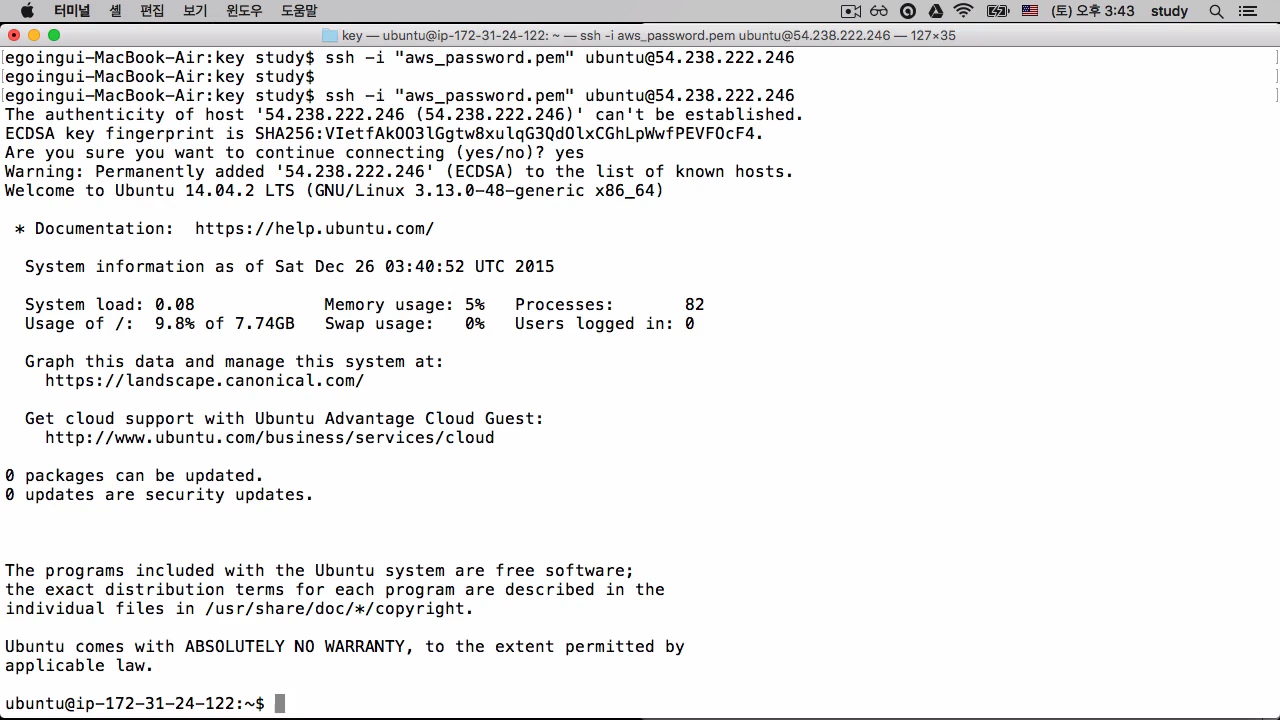 터미널 셸 편집 보기 윈도우 도움말 (토) 오후 3:43 study
key — ubuntu@ip-172-31-24-122: ~ — ssh -i aws_password.pem ubuntu@54.238.222.246 — 127×35
[egoingui-MacBook-Air:key study$ ssh -i "aws_password.pem" ubuntu@54.238.222.246 ]
[egoingui-MacBook-Air:key study$ ]
[egoingui-MacBook-Air:key study$ ssh -i "aws_password.pem" ubuntu@54.238.222.246 ]
The authenticity of host '54.238.222.246 (54.238.222.246)' can't be established.
ECDSA key fingerprint is SHA256:VIetfAkOO3lGgtw8xulqG3QdOlxCGhLpWwfPEVFOcF4.
Are you sure you want to continue connecting (yes/no)? yes
Warning: Permanently added '54.238.222.246' (ECDSA) to the list of known hosts.
Welcome to Ubuntu 14.04.2 LTS (GNU/Linux 3.13.0-48-generic x86_64)
* Documentation: https://help.ubuntu.com/
System information as of Sat Dec 26 03:40:52 UTC 2015
System load: 0.08 Memory usage: 5% Processes: 82
Usage of /: 9.8% of 7.74GB Swap usage: 0% Users logged in: 0
Graph this data and manage this system at:
https://landscape.canonical.com/
Get cloud support with Ubuntu Advantage Cloud Guest:
http://www.ubuntu.com/business/services/cloud
0 packages can be updated.
0 updates are security updates.
The programs included with the Ubuntu system are free software;
the exact distribution terms for each program are described in the
individual files in /usr/share/doc/*/copyright.
Ubuntu comes with ABSOLUTELY NO WARRANTY, to the extent permitted by
applicable law.
ubuntu@ip-172-31-24-122:~$